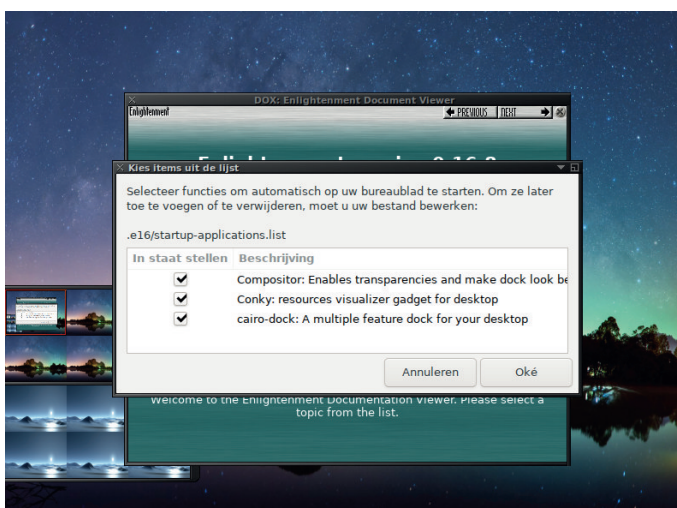 DOX: Enlightenment Document Viewer
Enlightenment
PREVIOUS NEXT
Kies items uit de lijst
Selecteer functies om automatisch op uw bureaublad te starten. Om ze later
toe te voegen of te verwijderen, moet u uw bestand bewerken:
.e16/startup-applications.list
In staat stellen Beschrijving
Compositor: Enables transparencies and make dock look be
Conky: resources visualizer gadget for desktop
cairo-dock: A multiple feature dock for your desktop
Annuleren Oké
Welcome to the Enlightenment Documentation Viewer. Please select a
topic from the list.